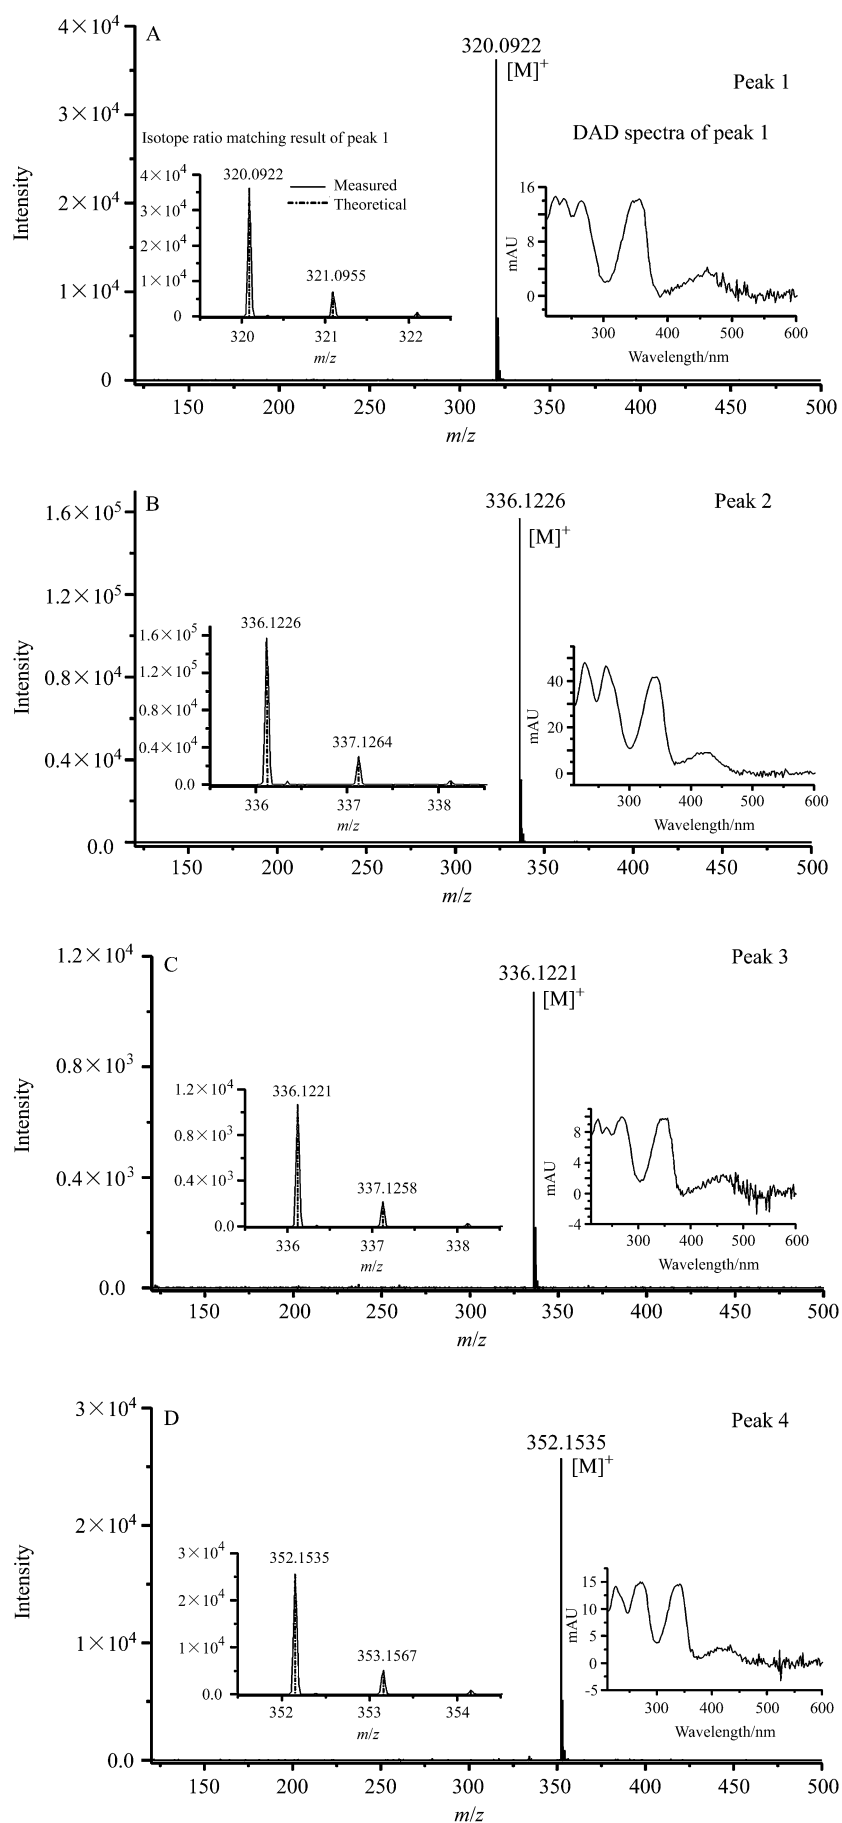 A
Peak 1
320.0922
[M]+
DAD spectra of peak 1
Isotope ratio matching result of peak 1
Intensity
4×10⁴
3×10⁴
2×10⁴
1×10⁴
0
150 200 250 300 350 400 450 500
m/z
4×10⁴
3×10⁴
2×10⁴
1×10⁴
0
320.0922
321.0955
Measured
Theoretical
320 321 322
m/z
mAU
16
8
0
300 400 500 600
Wavelength/nm
B
Peak 2
336.1226
[M]+
Intensity
1.6×10⁵
1.2×10⁵
0.8×10⁴
0.4×10⁴
0.0
150 200 250 300 350 400 450 500
m/z
1.6×10⁵
1.2×10⁵
0.8×10⁴
0.4×10⁴
0.0
336.1226
337.1264
336 337 338
m/z
mAU
40
20
0
300 400 500 600
Wavelength/nm
C
Peak 3
336.1221
[M]+
Intensity
1.2×10⁴
0.8×10³
0.4×10³
0.0
150 200 250 300 350 400 450 500
m/z
1.2×10⁴
0.8×10³
0.4×10³
0.0
336.1221
337.1258
336 337 338
m/z
mAU
8
4
0
-4
300 400 500 600
Wavelength/nm
D
Peak 4
352.1535
[M]+
Intensity
3×10⁴
2×10⁴
1×10⁴
0.0
150 200 250 300 350 400 450 500
m/z
3×10⁴
2×10⁴
1×10⁴
0.0
352.1535
353.1567
352 353 354
m/z
mAU
15
10
5
0
-5
300 400 500 600
Wavelength/nm